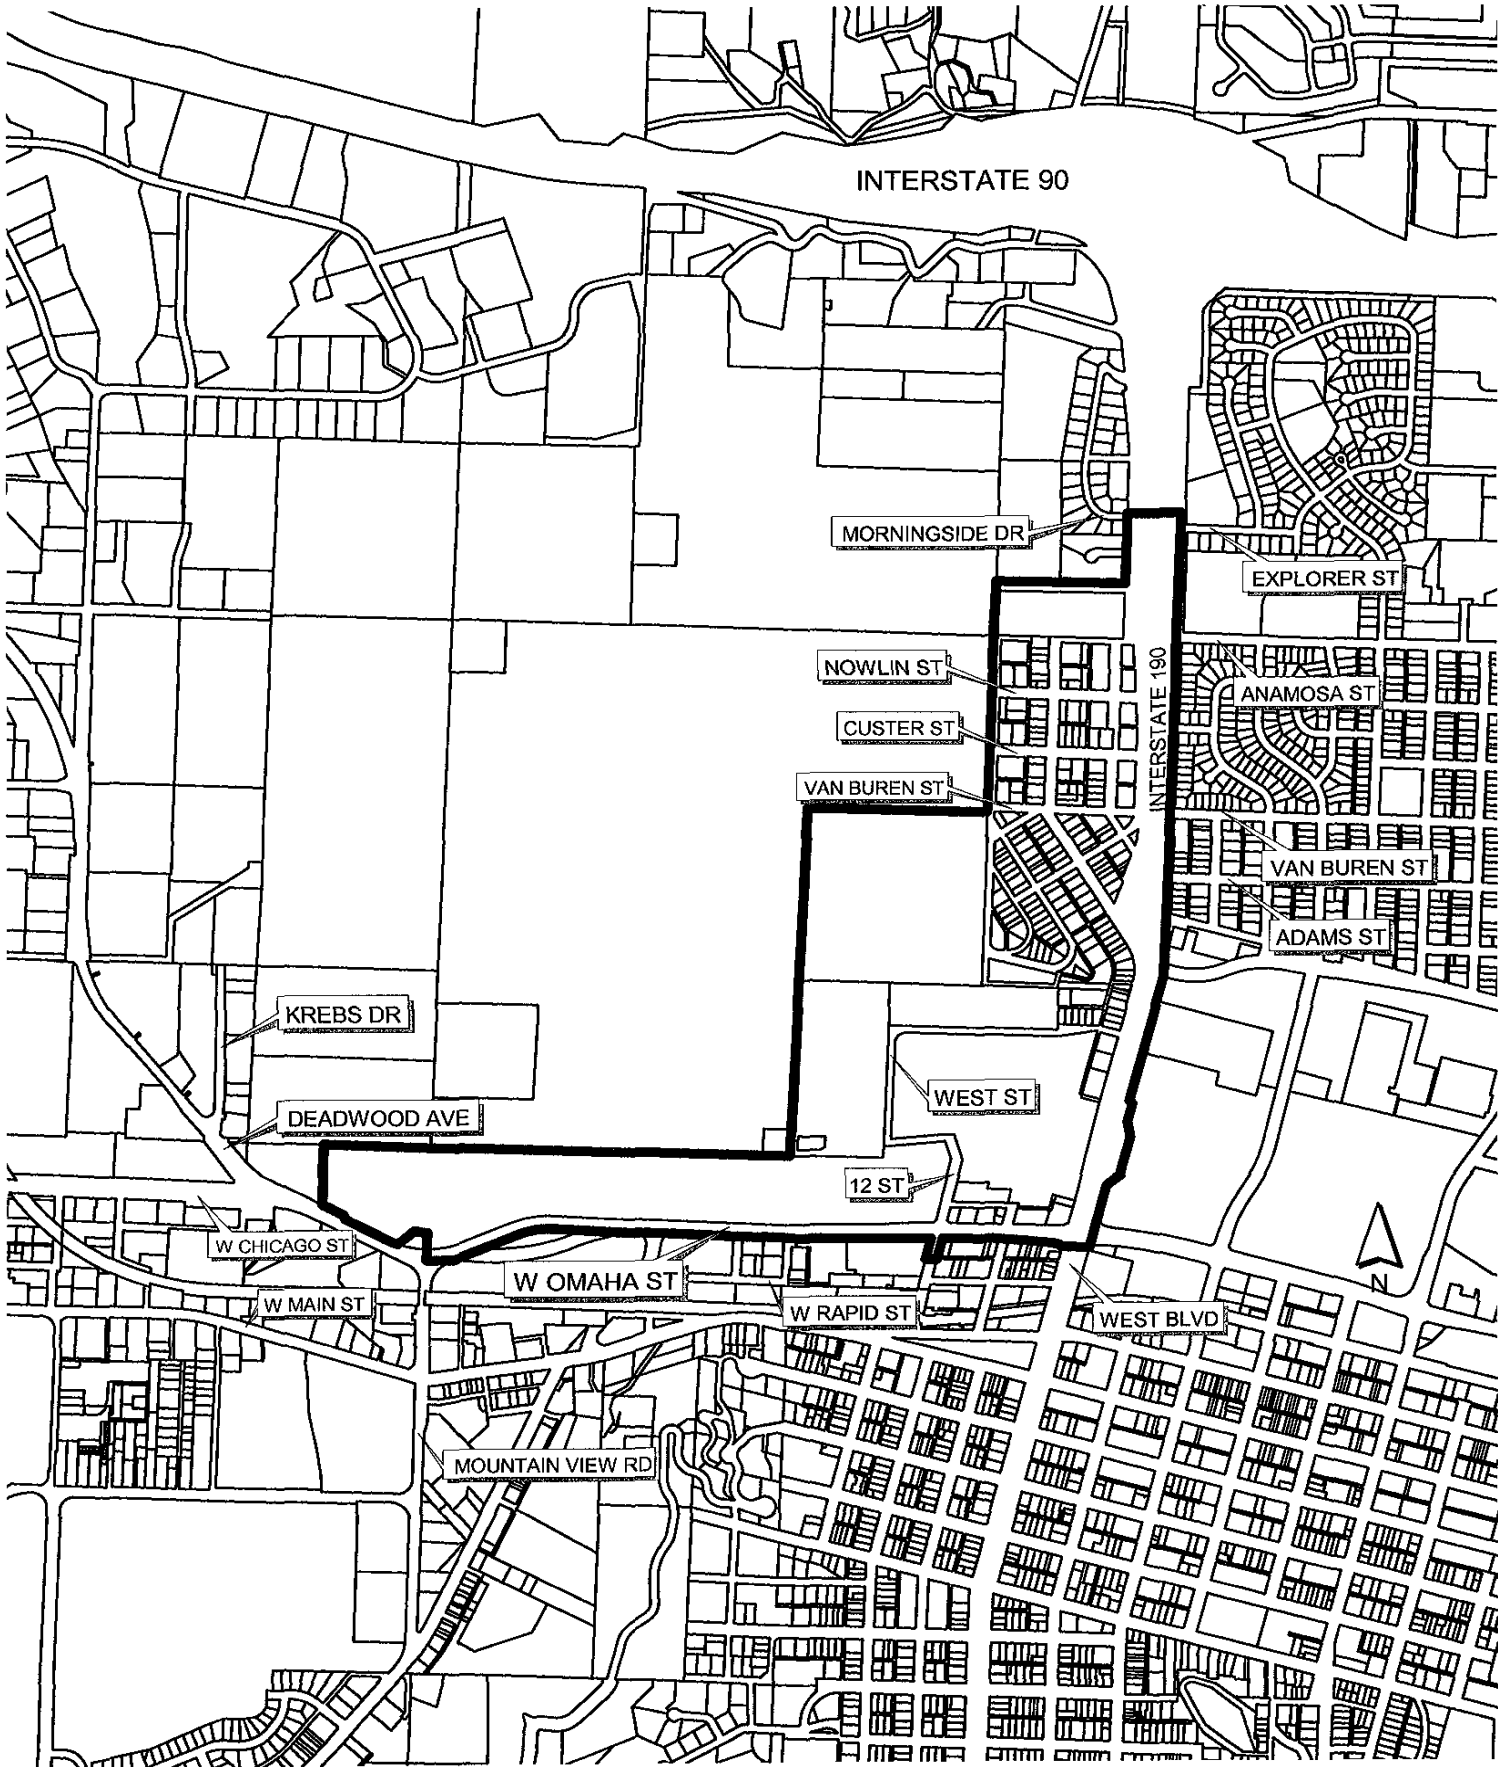 INTERSTATE 90
MORNINGSIDE DR
EXPLORER ST
NOWLIN ST
INTERSTATE 190
ANAMOSA ST
CUSTER ST
VAN BUREN ST
VAN BUREN ST
ADAMS ST
KREBS DR
WEST ST
DEADWOOD AVE
12 ST
W CHICAGO ST
W OMAHA ST
N
W MAIN ST
W RAPID ST
WEST BLVD
MOUNTAIN VIEW RD